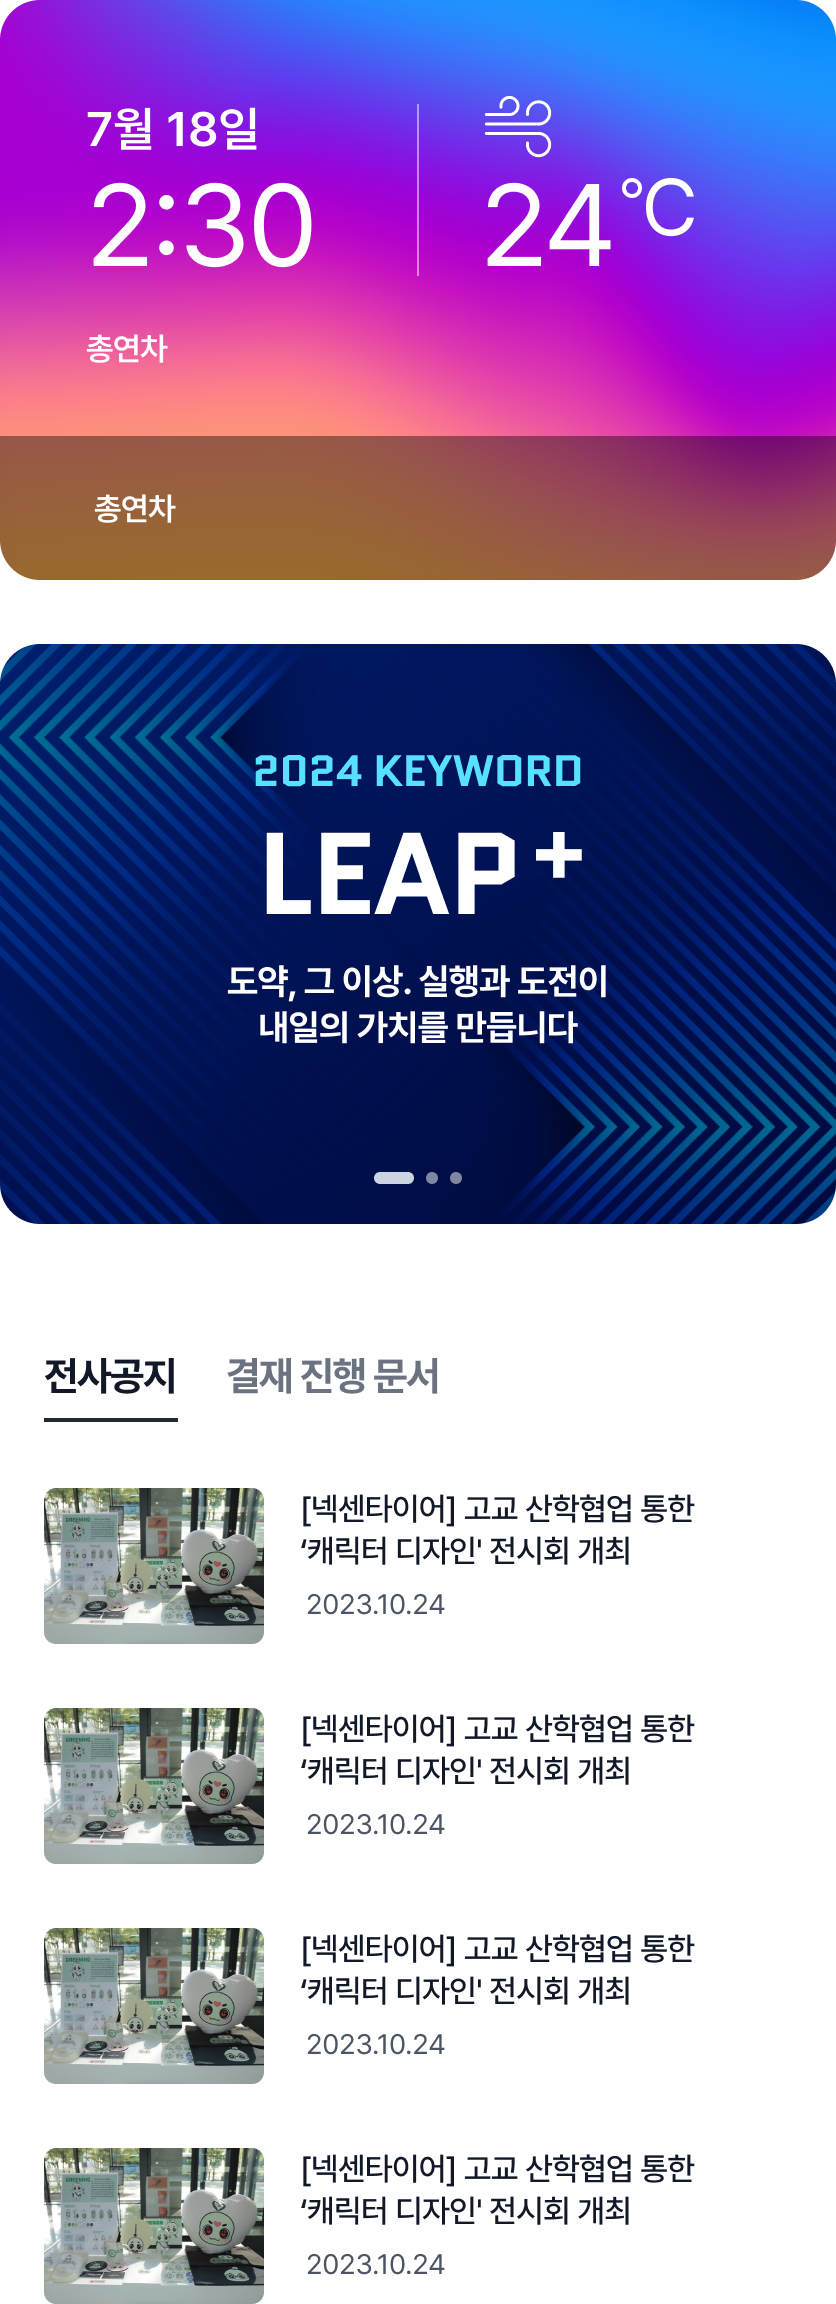 7월 18일
2:30
24°C
총연차
총연차
2024 KEYWORD
LEAP+
도약, 그 이상. 실행과 도전이
내일의 가치를 만듭니다
전사공지
결재 진행 문서
[넥센타이어] 고교 산학협업 통한
‘캐릭터 디자인' 전시회 개최
2023.10.24
[넥센타이어] 고교 산학협업 통한
‘캐릭터 디자인' 전시회 개최
2023.10.24
[넥센타이어] 고교 산학협업 통한
‘캐릭터 디자인' 전시회 개최
2023.10.24
[넥센타이어] 고교 산학협업 통한
‘캐릭터 디자인' 전시회 개최
2023.10.24